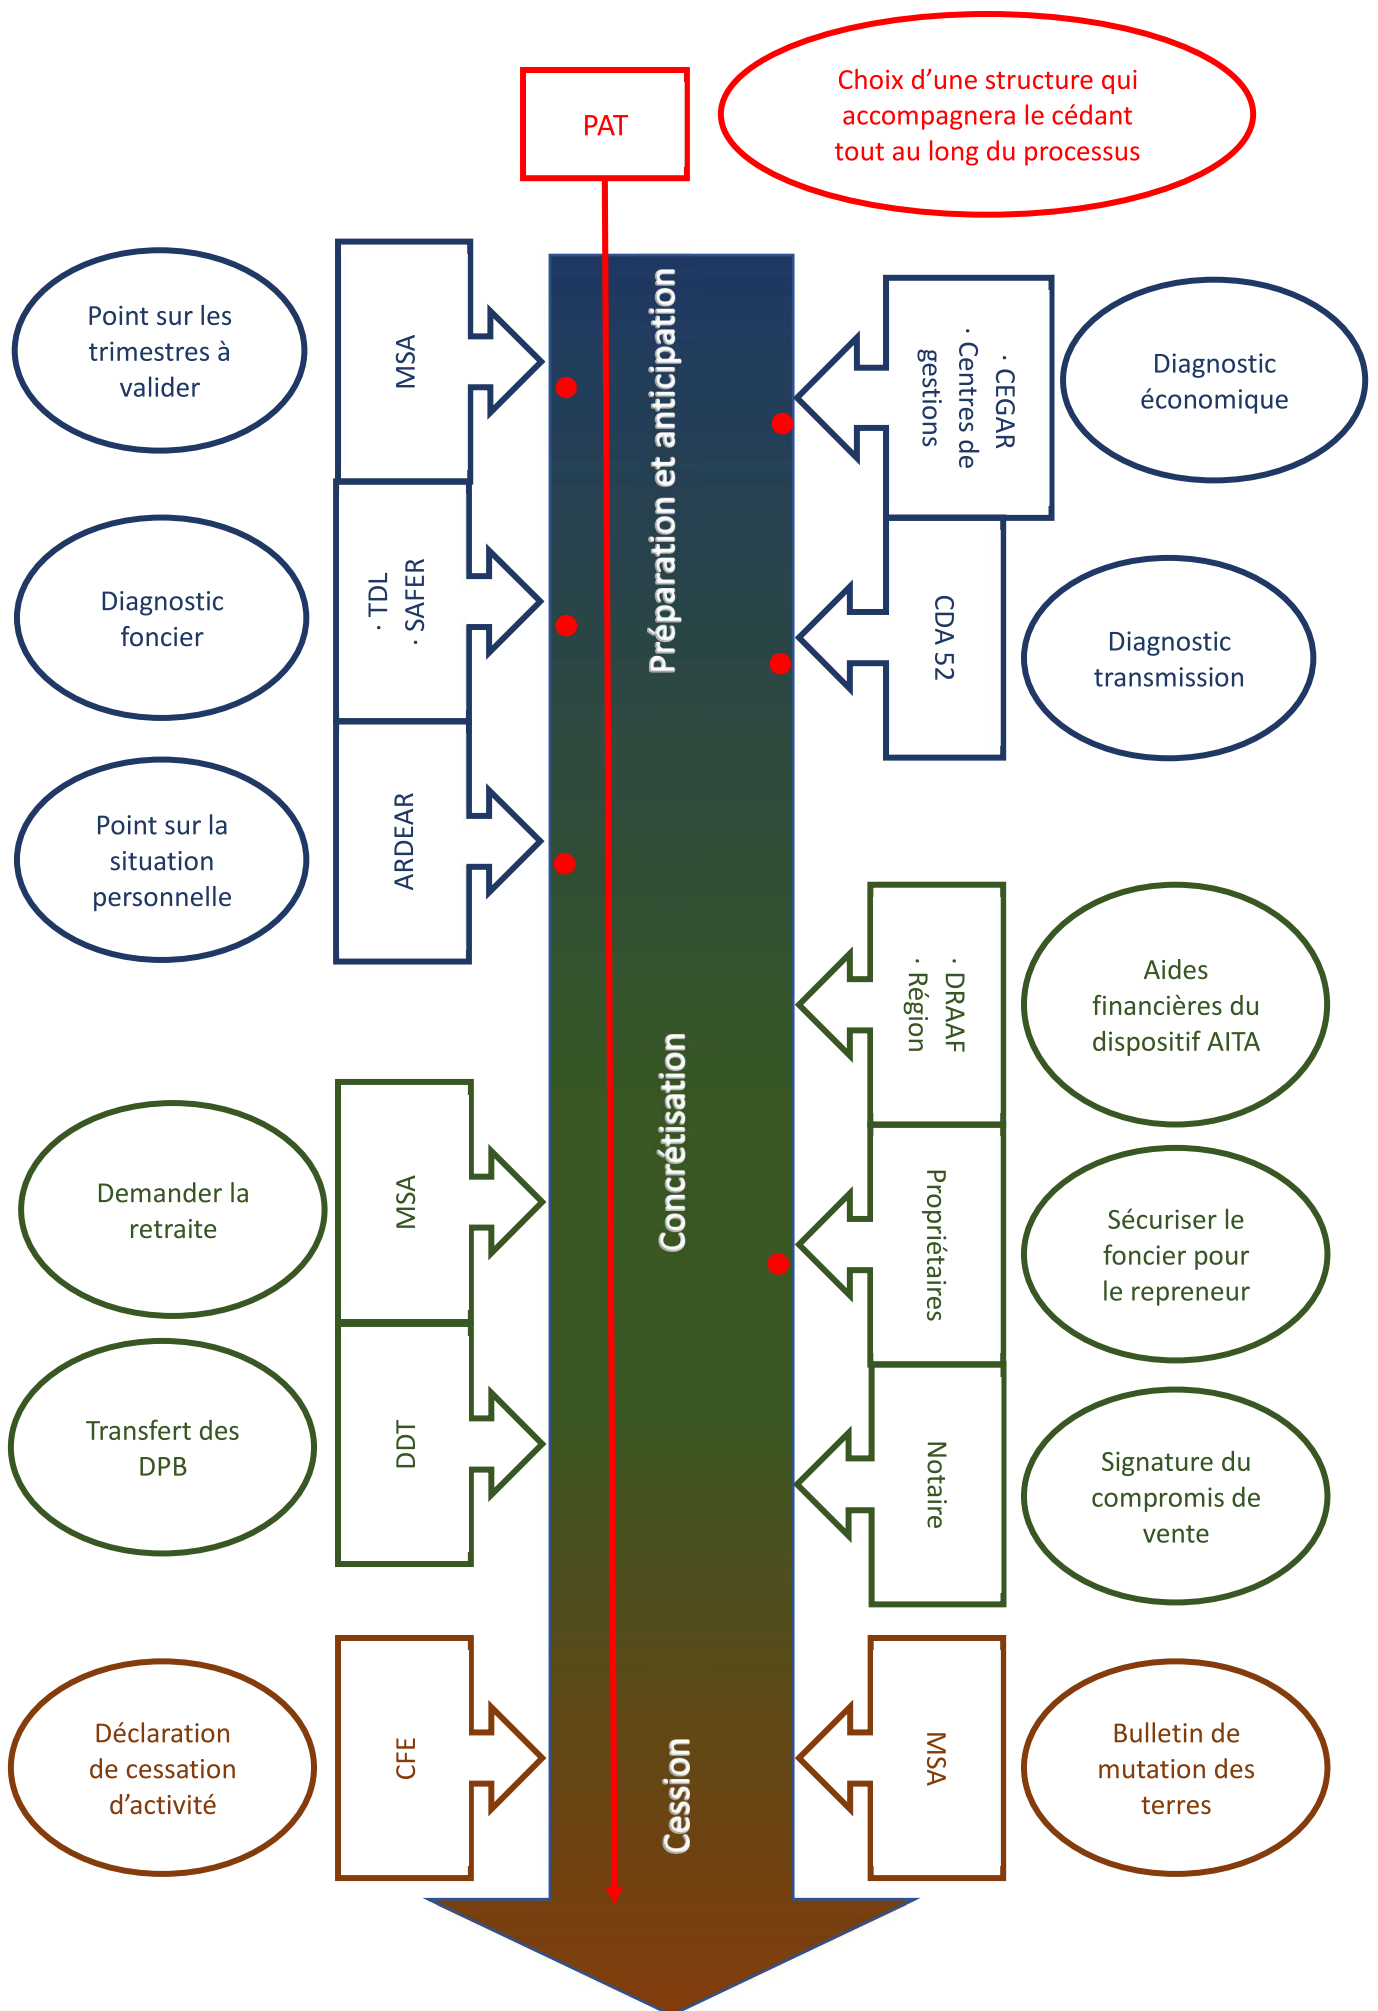 PAT
Choix d’une structure qui
accompagnera le cédant
tout au long du processus
Préparation et anticipation
Point sur les
trimestres à
valider
MSA
· CEGAR
· Centres de
gestions
Diagnostic
économique
Diagnostic
foncier
· TDL
· SAFER
CDA 52
Diagnostic
transmission
Point sur la
situation
personnelle
ARDEAR
Concrétisation
· DRAAF
· Région
Aides
financières du
dispositif AITA
Demander la
retraite
MSA
Propriétaires
Sécuriser le
foncier pour
le repreneur
Transfert des
DPB
DDT
Notaire
Signature du
compromis de
vente
Cession
Déclaration
de cessation
d’activité
CFE
MSA
Bulletin de
mutation des
terres